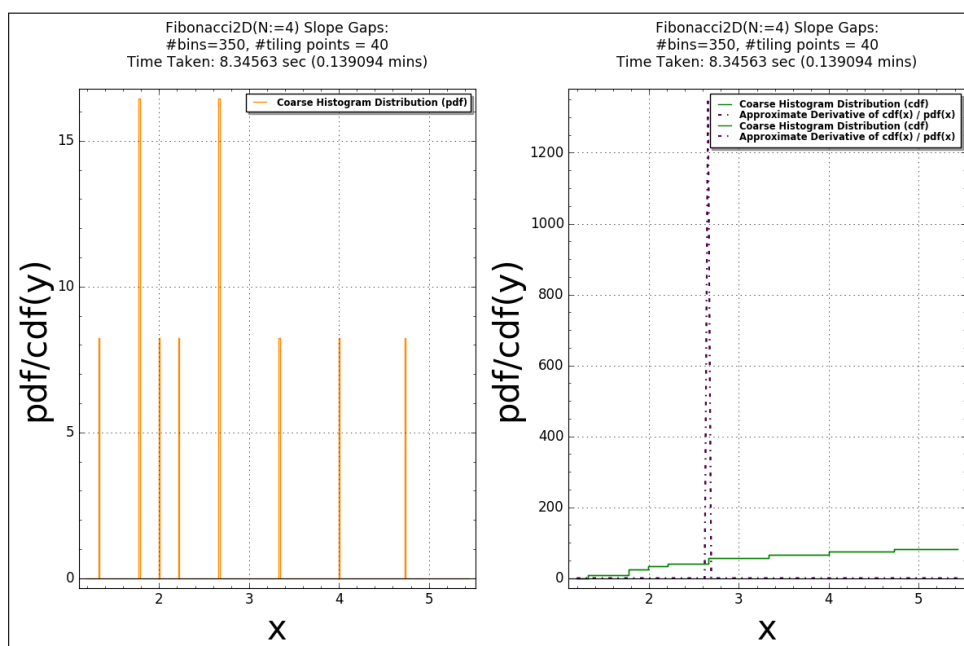 Fibonacci2D(N:=4) Slope Gaps:
#bins=350, #tiling points = 40
Time Taken: 8.34563 sec (0.139094 mins)
Coarse Histogram Distribution (pdf)
pdf/cdf(y)
15
10
5
0
2
3
4
5
x
Fibonacci2D(N:=4) Slope Gaps:
#bins=350, #tiling points = 40
Time Taken: 8.34563 sec (0.139094 mins)
Coarse Histogram Distribution (cdf)
Approximate Derivative of cdf(x) / pdf(x)
Coarse Histogram Distribution (cdf)
Approximate Derivative of cdf(x) / pdf(x)
pdf/cdf(y)
1200
1000
800
600
400
200
0
2
3
4
5
x